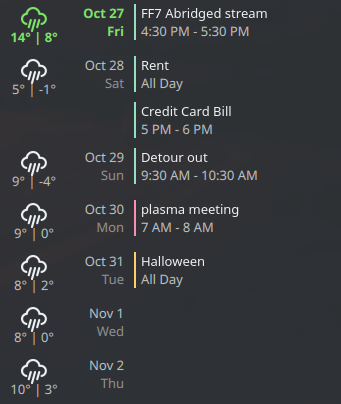 Oct 27 FF7 Abridged stream
Fri 4:30 PM - 5:30 PM
14° | 8°
Oct 28 Rent
5° | -1° Sat All Day
Credit Card Bill
5 PM - 6 PM
Oct 29 Detour out
9° | -4° Sun 9:30 AM - 10:30 AM
Oct 30 plasma meeting
9° | 0° Mon 7 AM - 8 AM
Oct 31 Halloween
8° | 2° Tue All Day
Nov 1
8° | 0° Wed
Nov 2
10° | 3° Thu